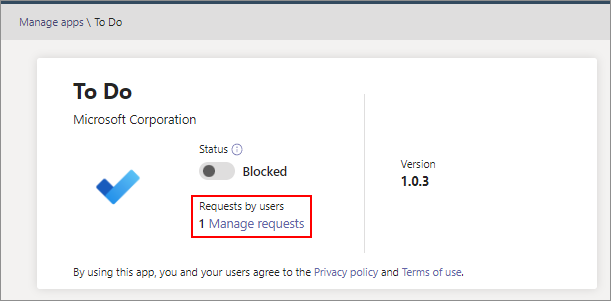 Manage apps \ To Do
To Do
Microsoft Corporation
Status
Blocked
Requests by users
1 Manage requests
Version
1.0.3
By using this app, you and your users agree to the Privacy policy and Terms of use.